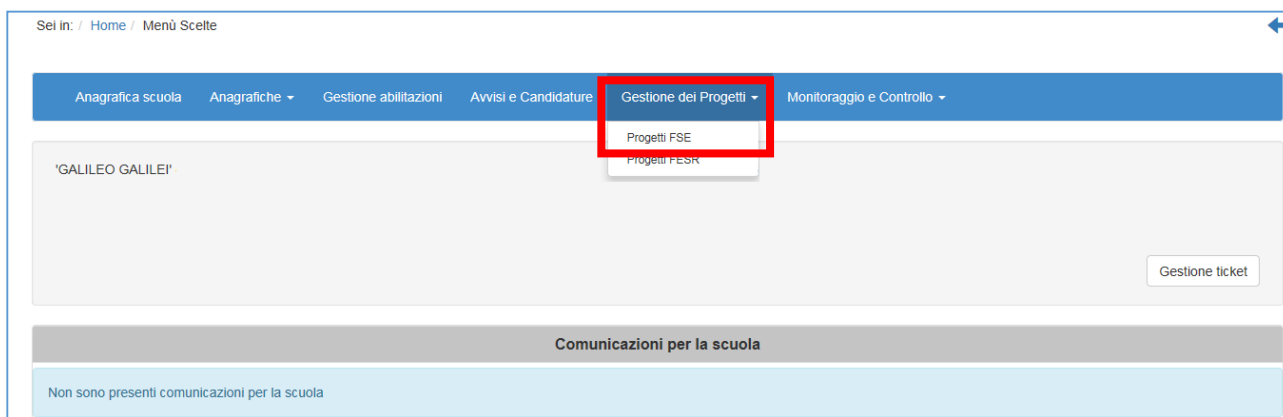 Sei in: / Home / Menù Scelte
Anagrafica scuola Anagrafiche Gestione abilitazioni Avvisi e Candidature Gestione dei Progetti Monitoraggio e Controllo
Progetti FSE
Progetti FESR
'GALILEO GALILEI'
Gestione ticket
Comunicazioni per la scuola
Non sono presenti comunicazioni per la scuola